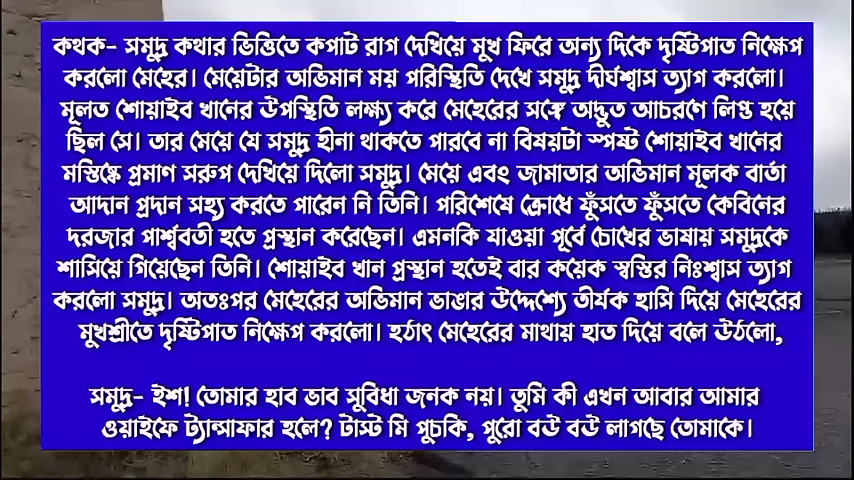 কথক- সমুদ্র কথার ভিত্তিতে কপাট রাগ দেখিয়ে মুখ ফিরে অন্য দিকে দৃষ্টিপাত নিক্ষেপ
করলো মেহের। মেয়েটার অভিমান ময় পরিস্থিতি দেখে সমুদ্র দীর্ঘশ্বাস ত্যাগ করলো।
মূলত শোয়াইব খানের উপস্থিতি লক্ষ্য করে মেহেরের সঙ্গে অদ্ভুত আচরণে লিপ্ত হয়ে
ছিল সে। তার মেয়ে যে সমুদ্র হীনা থাকতে পারবে না বিষয়টা স্পষ্ট শোয়াইব খানের
মস্তিষ্কে প্রমাণ সরুপ দেখিয়ে দিলো সমুদ্র। মেয়ে এবং জামাতার অভিমান মূলক বার্তা
আদান প্রদান সহ্য করতে পারেন নি তিনি। পরিশেষে ক্রোধে ফুঁসতে ফুঁসতে কেবিনের
দরজার পার্শ্ববতী হতে প্রস্থান করেছেন। এমনকি যাওয়া পূর্বে চোখের ভাষায় সমুদ্রকে
শাসিয়ে গিয়েছেন তিনি। শোয়াইব খান প্রস্থান হতেই বার কয়েক স্বস্তির নিঃশ্বাস ত্যাগ
করলো সমুদ্র। অতঃপর মেহেরের অভিমান ভাঙার উদ্দেশ্যে তীর্যক হাসি দিয়ে মেহেরের
মুখশ্রীতে দৃষ্টিপাত নিক্ষেপ করলো। হঠাৎ মেহেরের মাথায় হাত দিয়ে বলে উঠলো,
সমুদ্র- ইশ! তোমার হাব ভাব সুবিধা জনক নয়। তুমি কী এখন আবার আমার
ওয়াইফে ট্যান্সাফার হলে? টাস্ট মি পুচকি, পুরো বউ বউ লাগছে তোমাকে।